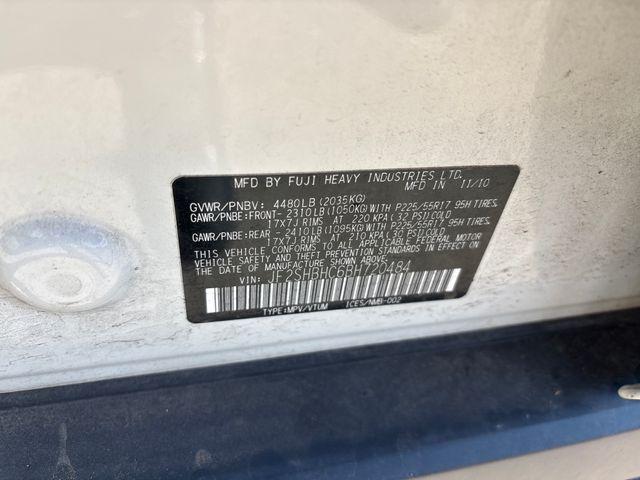 MFD BY FUJI HEAVY INDUSTRIES LTD.
MFD IN 11/10
GVWR/PNBV: 4480LB (2035KG)
GAWR/PNBE:FRONT- 2310LB (1050KG) WITH P225/55R17 95H TIRES,
17x7J RIMS AT 220 KPA (32 PSI) COLD
GAWR/PNBE:REAR - 2410LB (1095KG) WITH P225/55R17 95H TIRES,
17x7J RIMS AT 210 KPA (30 PSI) COLD
THIS VEHICLE CONFORMS TO ALL APPLICABLE FEDERAL MOTOR
VEHICLE SAFETY AND THEFT PREVENTION STANDARDS IN EFFECT ON
THE DATE OF MANUFACTURE SHOWN ABOVE.
VIN: JF2SHBHC6BH720484
TYPE:MPV/VTUM ICES/NMB-002